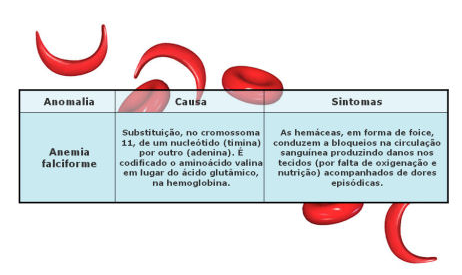 Anomalia
Causa
Sintomas
Anemia
falciforme
Substituição, no cromossoma
11, de um nucleótido (timina)
por outro (adenina). É
codificado o aminoácido valina
em lugar do ácido glutâmico,
na hemoglobina.
As hemáceas, em forma de foice,
conduzem a bloqueios na circulação
sanguínea produzindo danos nos
tecidos (por falta de oxigenação e
nutrição) acompanhados de dores
episódicas.